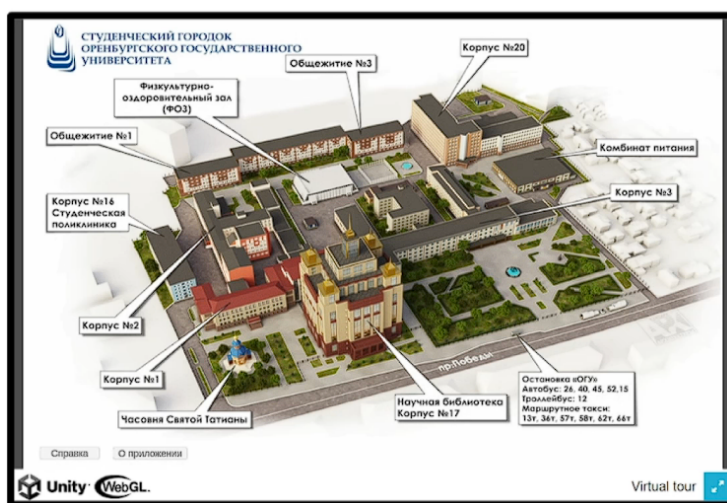 СТУДЕНЧЕСКИЙ ГОРОДОК
ОРЕНБУРГСКОГО ГОСУДАРСТВЕННОГО
УНИВЕРСИТЕТА
Корпус №20
Общежитие №3
Физкультурно-
оздоровительный зал
(ФОЗ)
Общежитие №1
Комбинат питания
Корпус №3
Корпус №16
Студенческая
поликлиника
Корпус №2
Корпус №1
Часовня Святой Татианы
Научная библиотека
Корпус №17
пр.Победы
Остановка «ОГУ»
Автобус: 26, 40, 45, 52,15
Троллейбус: 12
Маршрутное такси:
13т, 36т, 57т, 58т, 62т, 66т
Справка
О приложении
Unity WebGL.
Virtual tour